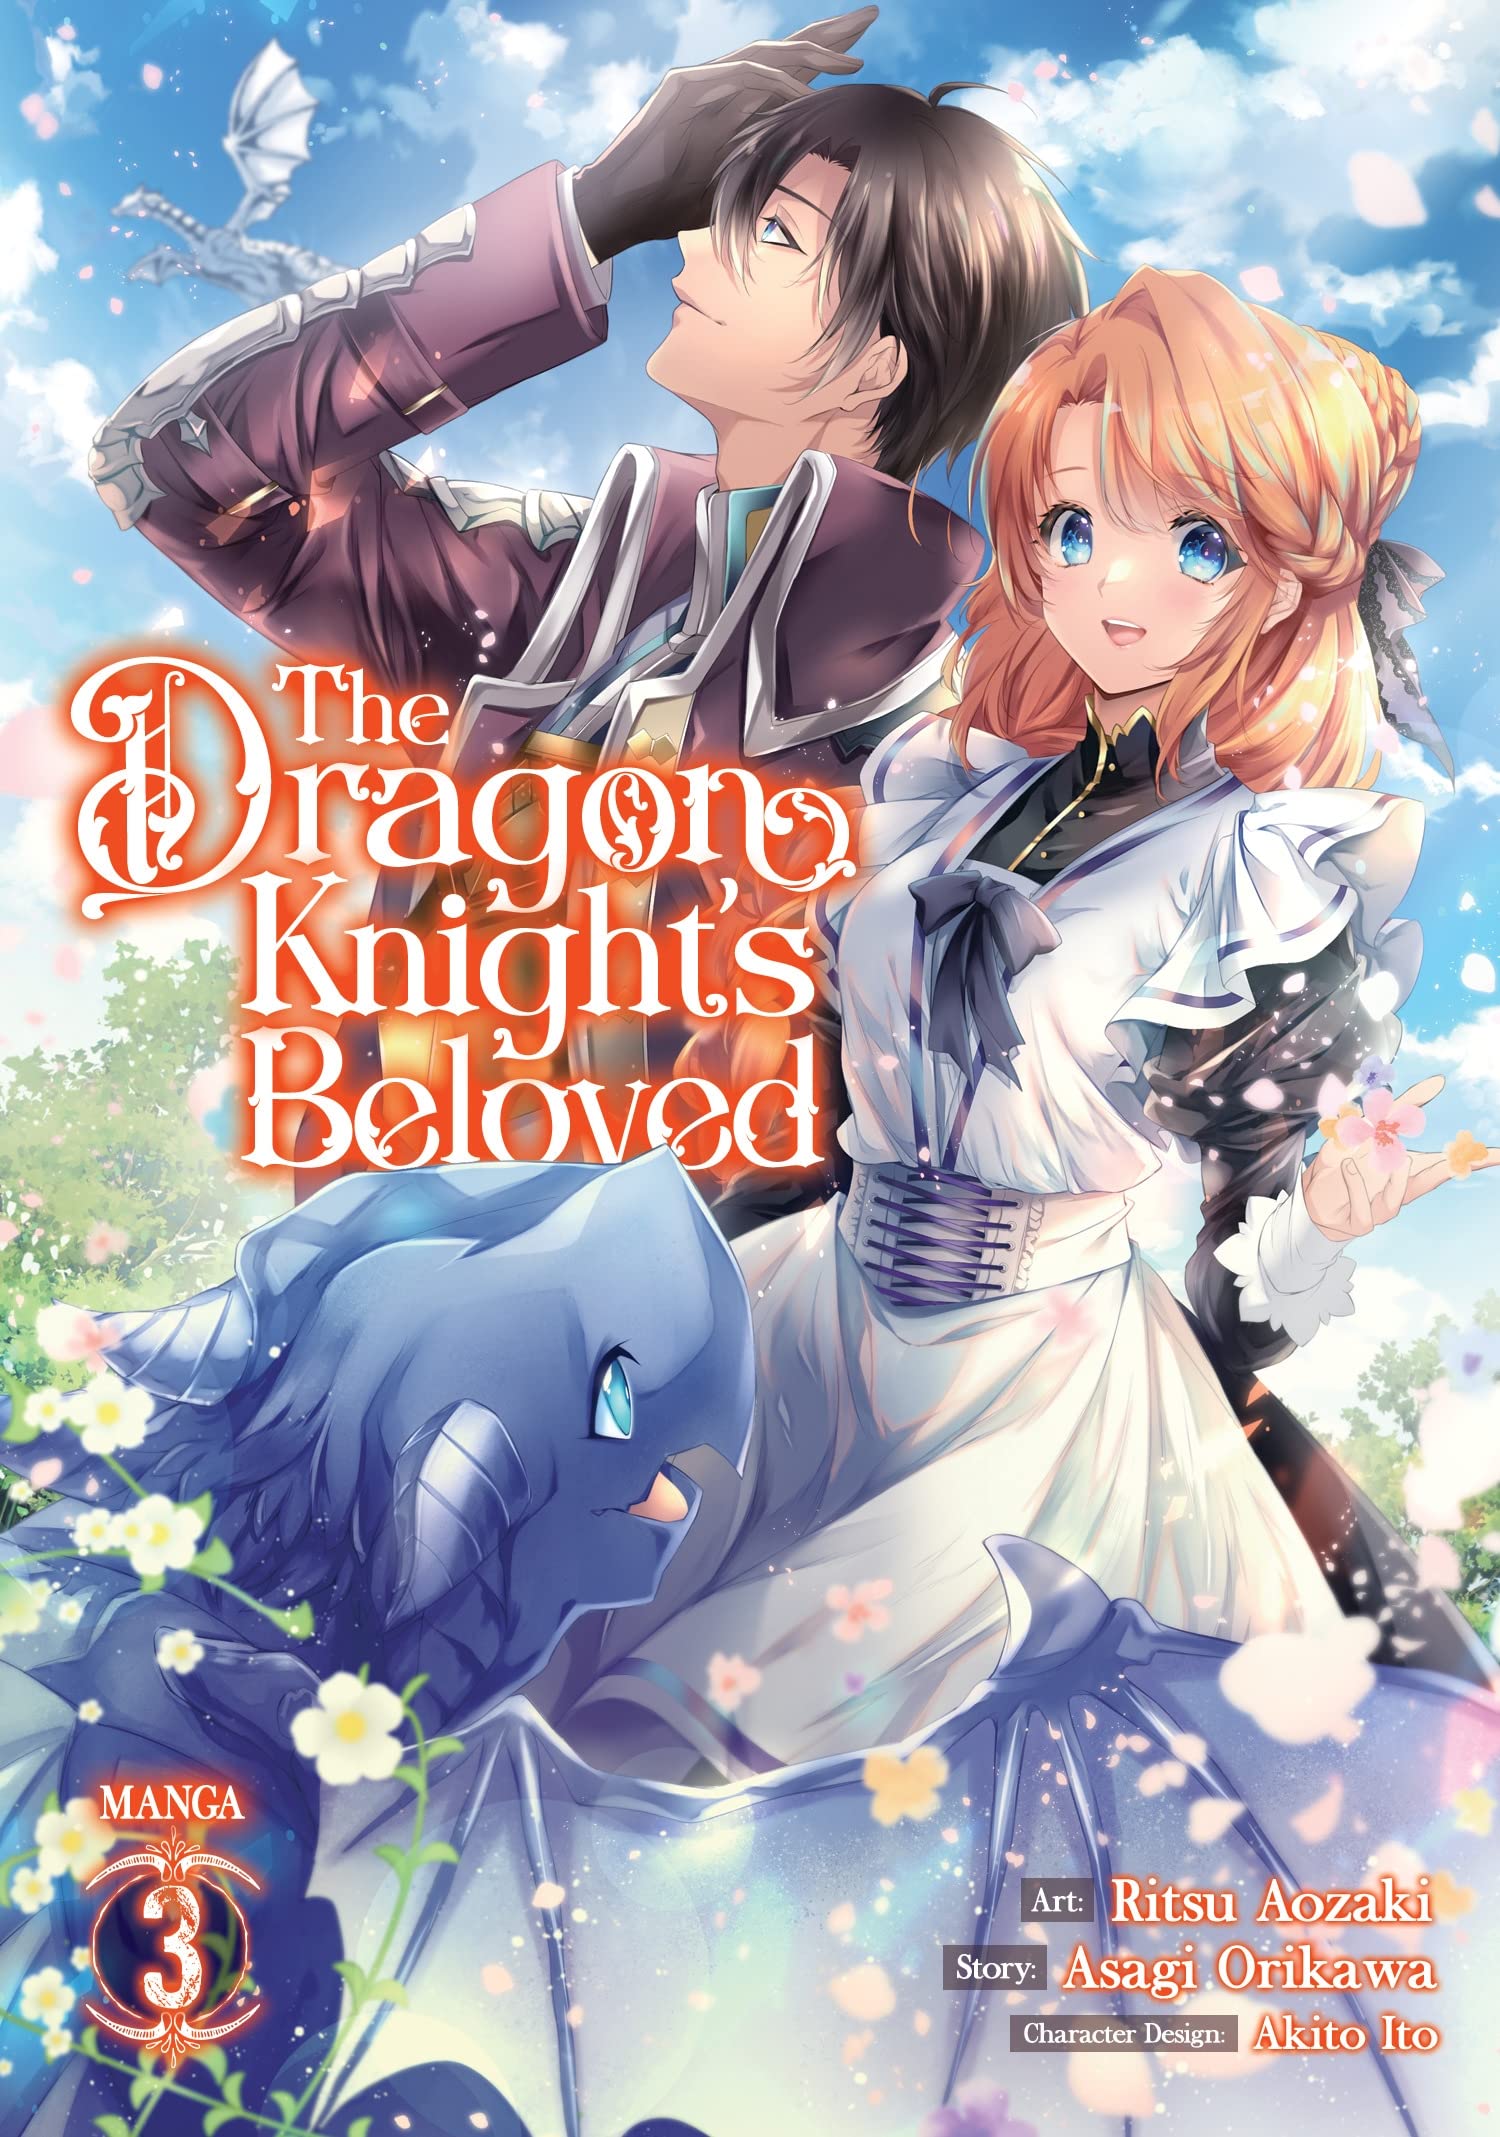 The
Dragon
Knight's
Beloved
MANGA
3
Art: Ritsu Aozaki
Story: Asagi Orikawa
Character Design: Akito Ito